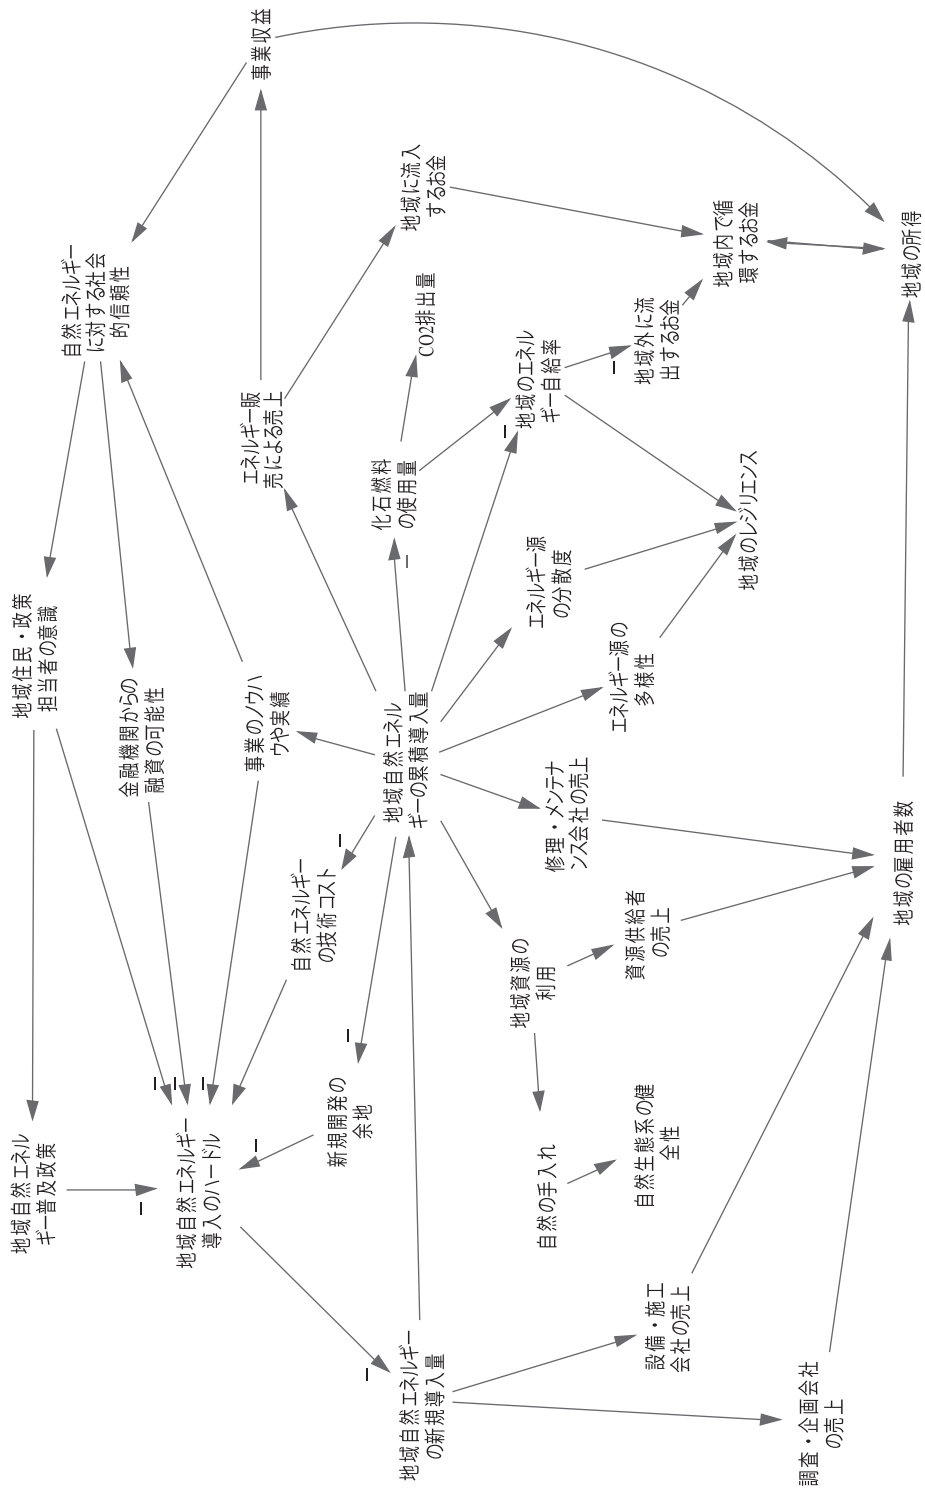 地域自然エネル
ギー普及政策
地域住民・政策
担当者の意識
自然エネルギー
に対する社会
的信頼性
事業収益
金融機関からの
融資の可能性
地域自然エネルギー
導入のハードル
事業のノウハ
ウや実績
エネルギー販
売による売上
自然エネルギー
の技術コスト
新規開発の
余地
化石燃料
の使用量
CO2排出量
地域に流入
するお金
地域自然エネル
ギーの累積導入量
地域自然エネルギー
の新規導入量
地域のエネル
ギー自給率
エネルギー源
の分散度
修理・メンテナ
ンス会社の売上
地域資源の
利用
自然の手入れ
エネルギー源の
多様性
地域外に流
出するお金
資源供給者
の売上
自然生態系の健
全性
設備・施工
会社の売上
地域内で循
環するお金
地域のレジリエンス
調査・企画会社
の売上
地域の所得
地域の雇用者数
−
−
−
−
−
−
−
−
−
−
−